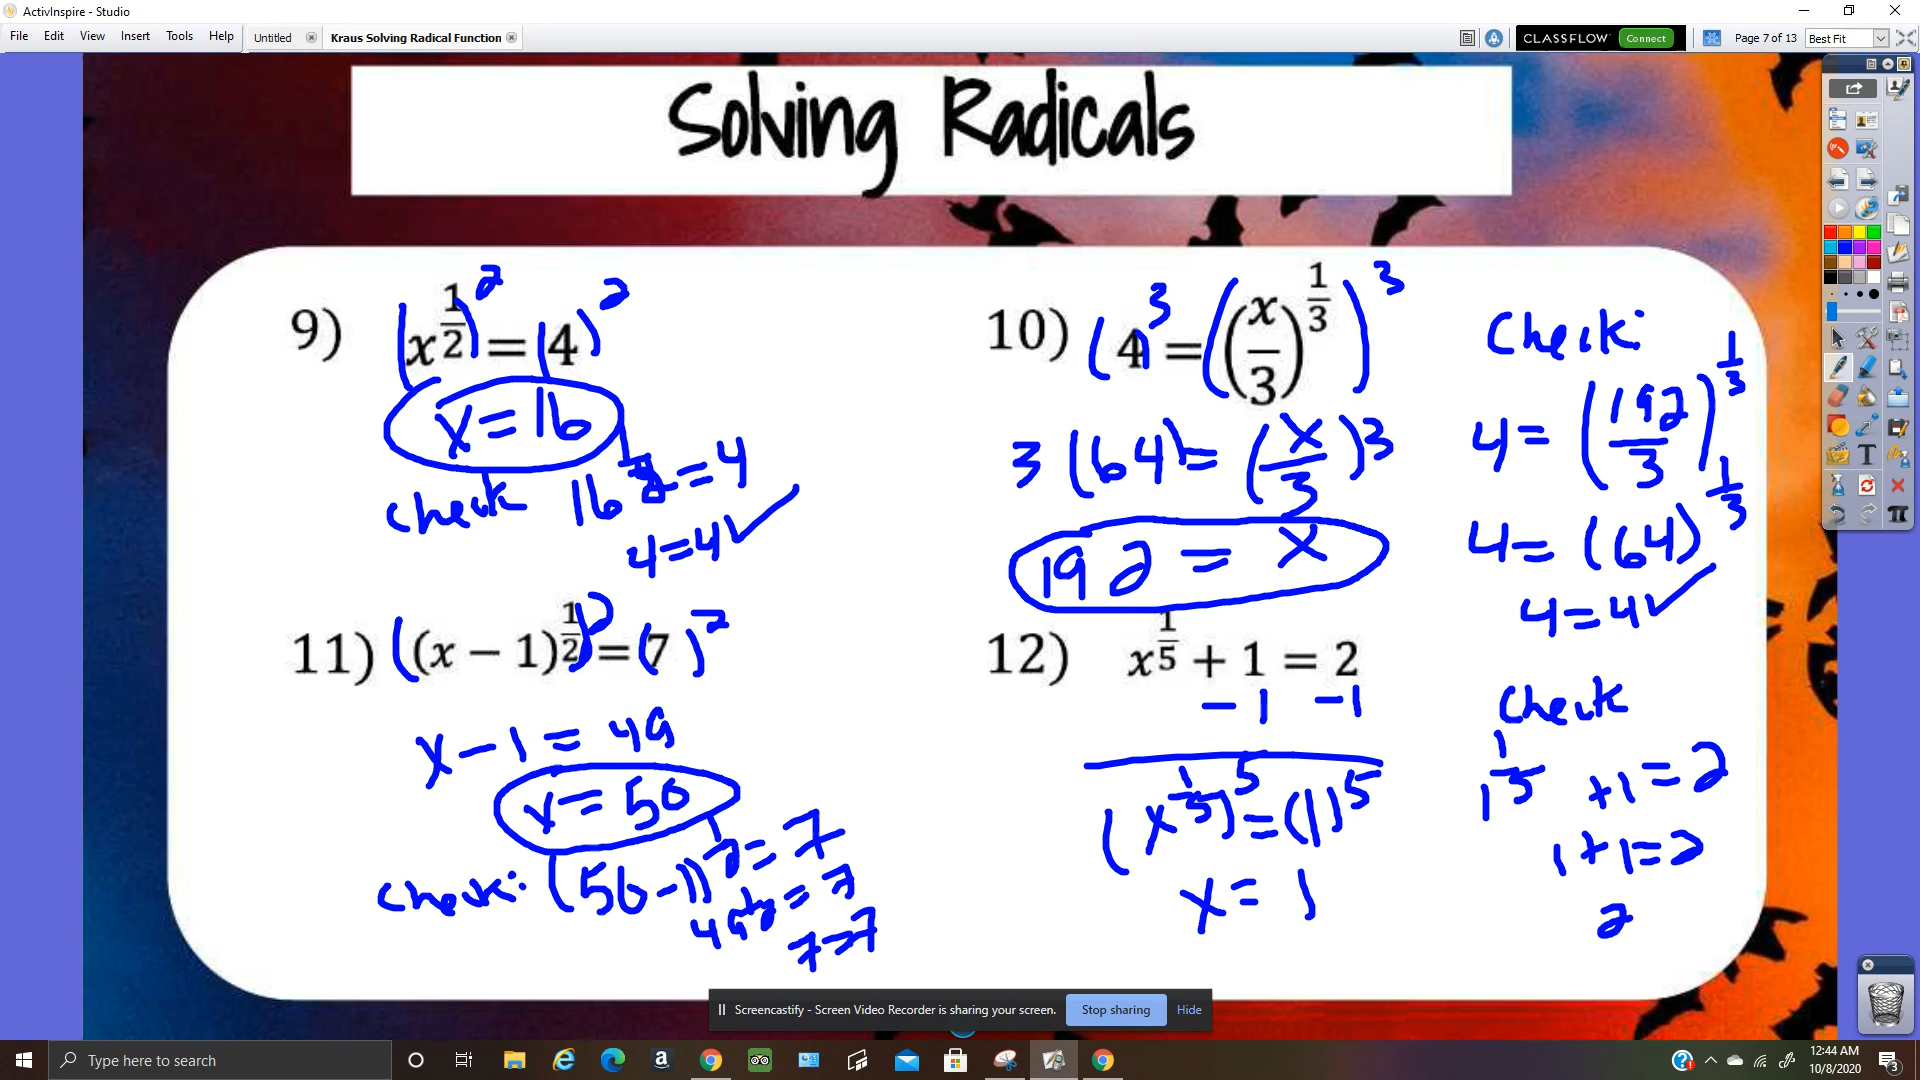 ActivInspire - Studio
File Edit View Insert Tools Help
Untitled
Kraus Solving Radical Function
CLASSFLOW Connect
Page 7 of 13
Best Fit
Solving Radicals
9) (x^{1/2})^2 = (4)^2
x = 16
check 16^{1/2} = 4
4 = 4 ✓
10) (4)^3 = ((x/3)^{1/3})^3
3 (64) = (x/3) 3
192 = x
Check:
4 = (192/3)^{1/3}
4 = (64)^{1/3}
4 = 4 ✓
11) ((x − 1)^{1/2})^2 = (7)^2
x − 1 = 49
x = 50
check: (50 − 1)^{1/2} = 7
49^{1/2} = 7
7 = 7
12) x^{1/5} + 1 = 2
− 1 − 1
(x^{1/5})^5 = (1)^5
x = 1
Check
1^{1/5} + 1 = 2
1 + 1 = 2
2
Screencastify - Screen Video Recorder is sharing your screen.
Stop sharing
Hide
Type here to search
12:44 AM
10/8/2020
3